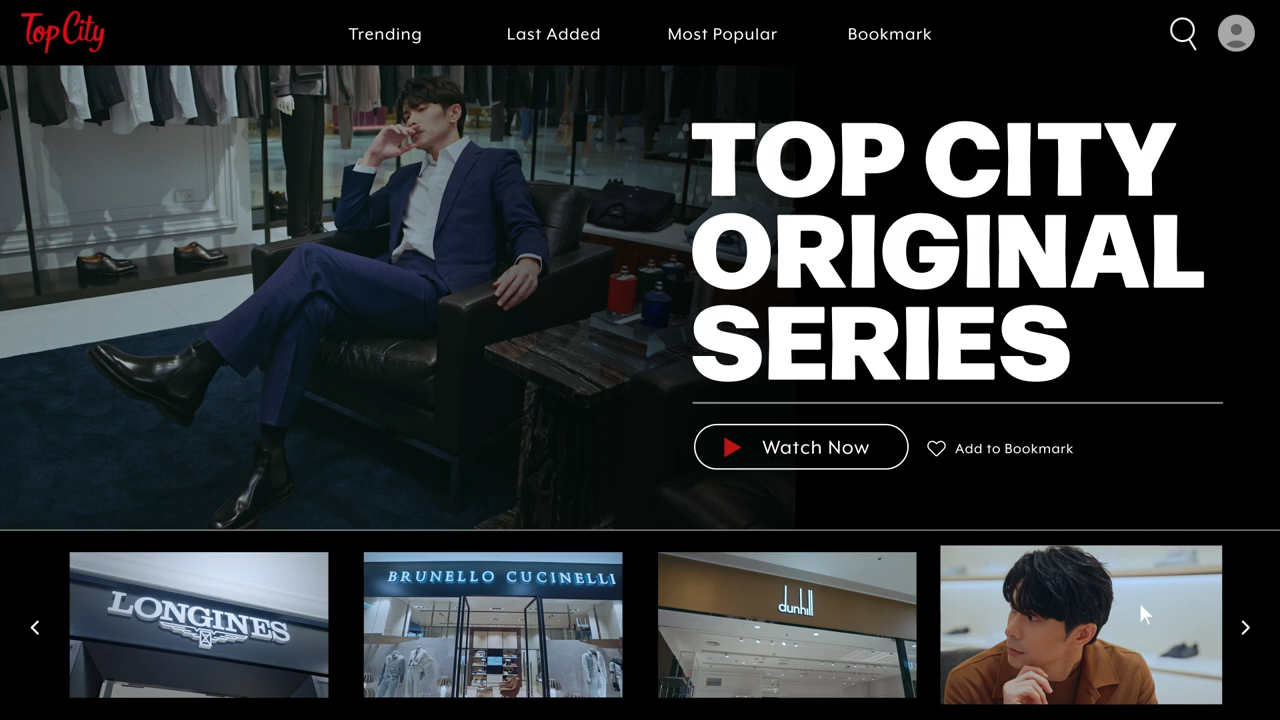 Top City
Trending
Last Added
Most Popular
Bookmark
TOP CITY
ORIGINAL
SERIES
Watch Now
Add to Bookmark
LONGINES
BRUNELLO CUCINELLI
dunhill